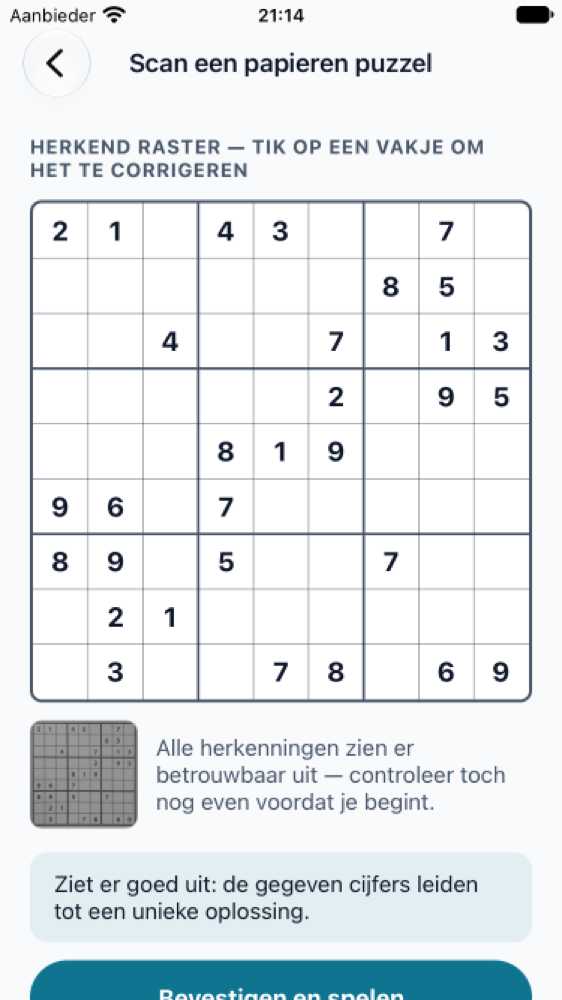 Aanbieder 21:14
Scan een papieren puzzel
HERKEND RASTER — TIK OP EEN VAKJE OM
HET TE CORRIGEREN
2 1 4 3 7
8 5
4 7 1 3
2 9 5
8 1 9
9 6 7
8 9 5 7
2 1
3 7 8 6 9
Alle herkenningen zien er
betrouwbaar uit — controleer toch
nog even voordat je begint.
Ziet er goed uit: de gegeven cijfers leiden
tot een unieke oplossing.
Bevestigen en spelen